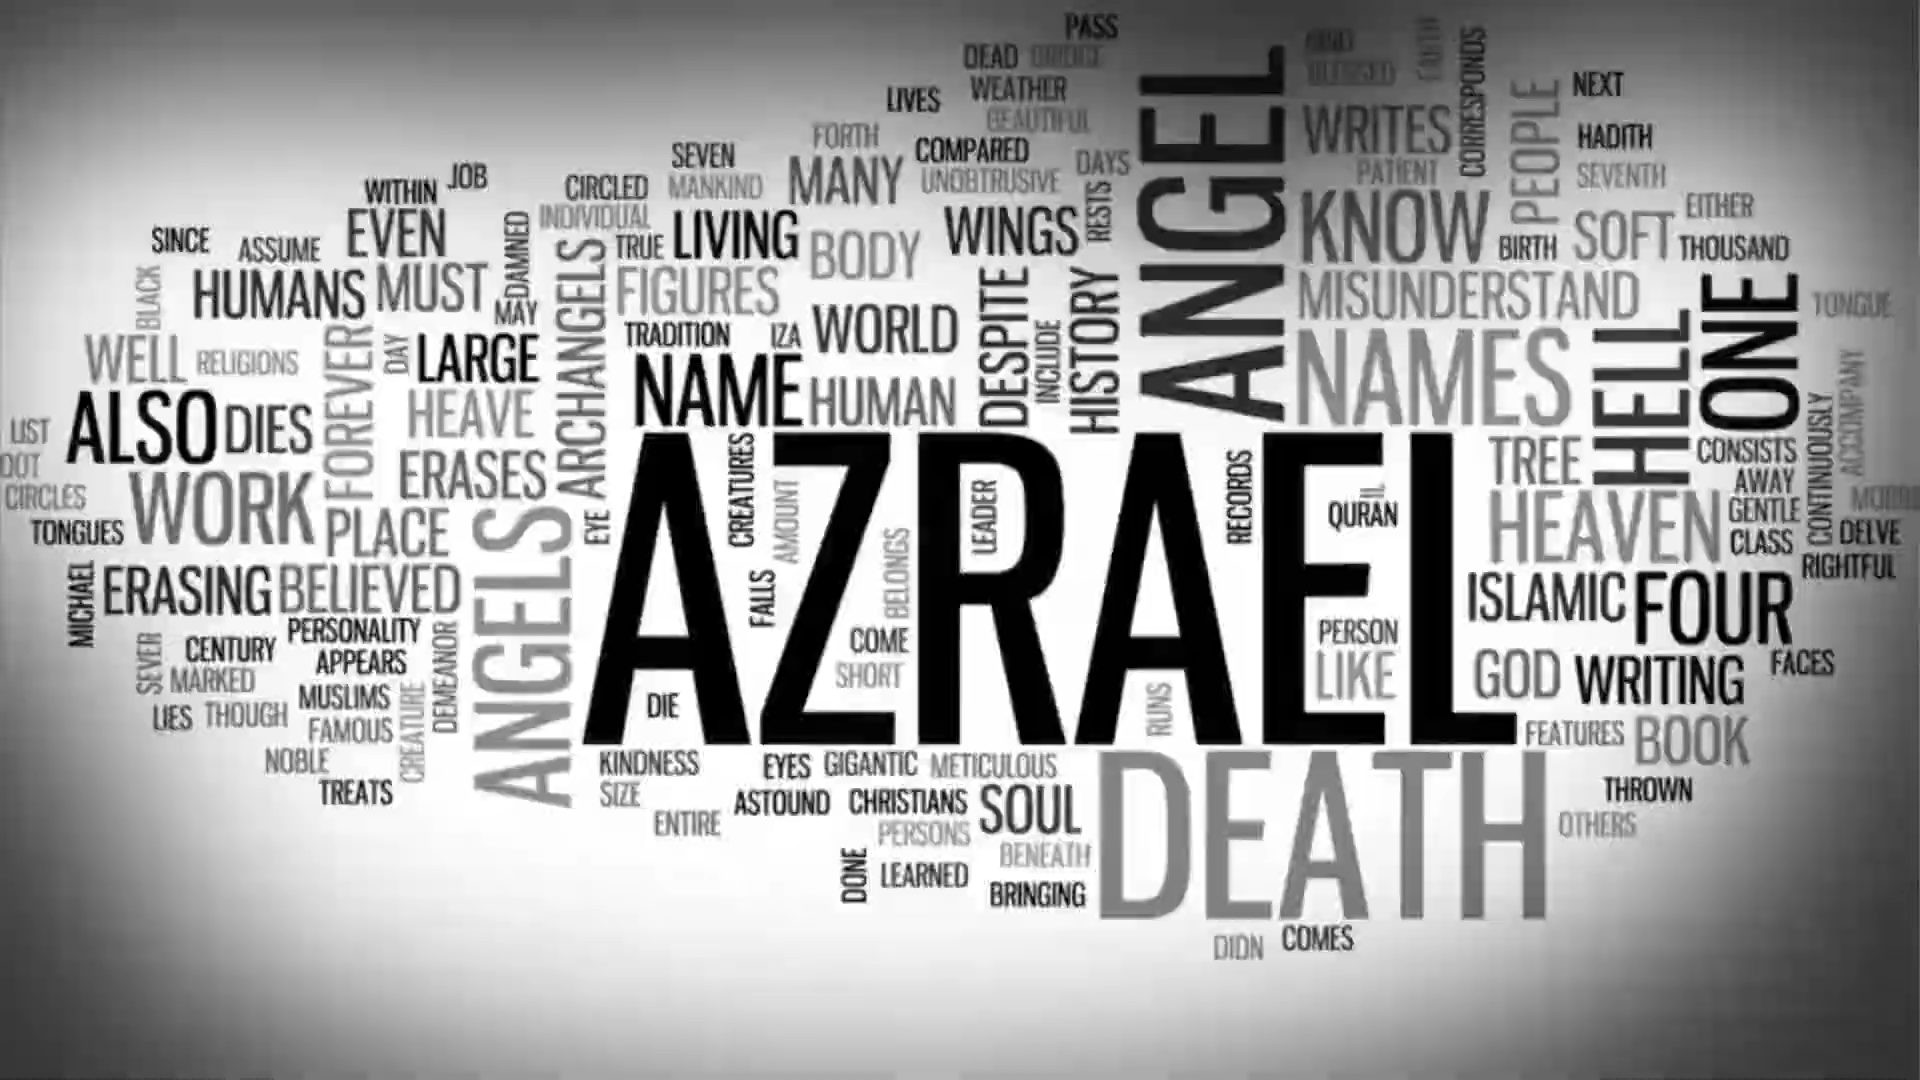 PASS
DEAD BRIDGE
WEATHER
LIVES
BEAUTIFUL
FORTH
COMPARED
SEVEN
MANY
UNOBTRUSIVE
DAYS
ANGEL
BLESSED
EARTH
CORRESPONDS
WRITES
PATIENT
PEOPLE
NEXT
HADITH
SEVENTH
WITHIN
JOB
CIRCLED
MANKIND
INDIVIDUAL
SINCE
ASSUME
EVEN
DAMNED
TRUE
LIVING
BODY
WINGS
RESTS
KNOW
BIRTH
SOFT
EITHER
THOUSAND
BLACK
HUMANS
MUST
MAY
ARCHANGELS
FIGURES
TRADITION
IZA
WORLD
DESPITE
INCLUDE
HISTORY
MISUNDERSTAND
NAMES
HELL
ONE
TONGUE
WELL
RELIGIONS
FOREVER
DAY
LARGE
NAME
HUMAN
ACCOMPANY
LIST
ALSO
DIES
HEAVE
DOT
CIRCLES
TONGUES
WORK
PLACE
ERASES
EYE
ANGELS
AZRAEL
CREATURES
AMOUNT
LEADER
RECORDS
IL
QURAN
TREE
CONSISTS
AWAY
GENTLE
CLASS
CONTINUOUSLY
HEAVEN
DELVE
RIGHTFUL
MICHAEL
ERASING
BELIEVED
FALLS
BELONGS
ISLAMIC
FOUR
SEVER
CENTURY
PERSONALITY
APPEARS
DEMEANOR
COME
SHORT
PERSON
LIKE
GOD
WRITING
FACES
MARKED
MUSLIMS
CREATURE
LIES
THOUGH
FAMOUS
DIE
RUNS
FEATURES
BOOK
NOBLE
TREATS
KINDNESS
SIZE
EYES
GIGANTIC
METICULOUS
DEATH
THROWN
ENTIRE
ASTOUND
CHRISTIANS
SOUL
OTHERS
PERSONS
BENEATH
DONE
LEARNED
BRINGING
DIDN
COMES